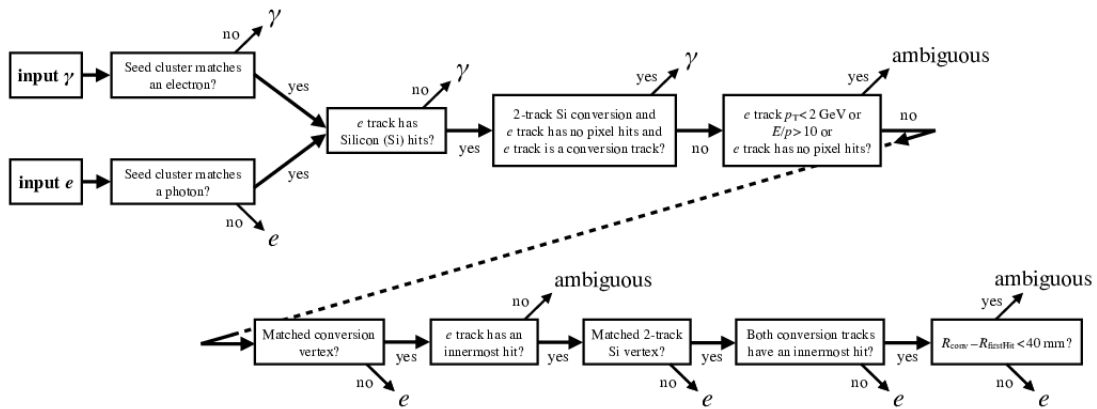 no
γ
input γ
Seed cluster matches
an electron?
yes
input e
Seed cluster matches
a photon?
yes
no
e
no
γ
e track has
Silicon (Si) hits?
yes
yes
γ
2-track Si conversion and
e track has no pixel hits and
e track is a conversion track?
no
yes
ambiguous
e track pT<2 GeV or
E/p>10 or
e track has no pixel hits?
no
Matched conversion
vertex?
yes
no
e
no
ambiguous
e track has an
innermost hit?
yes
Matched 2-track
Si vertex?
yes
no
e
Both conversion tracks
have an innermost hit?
yes
no
e
yes
ambiguous
Rconv−RfirstHit<40 mm?
no
e